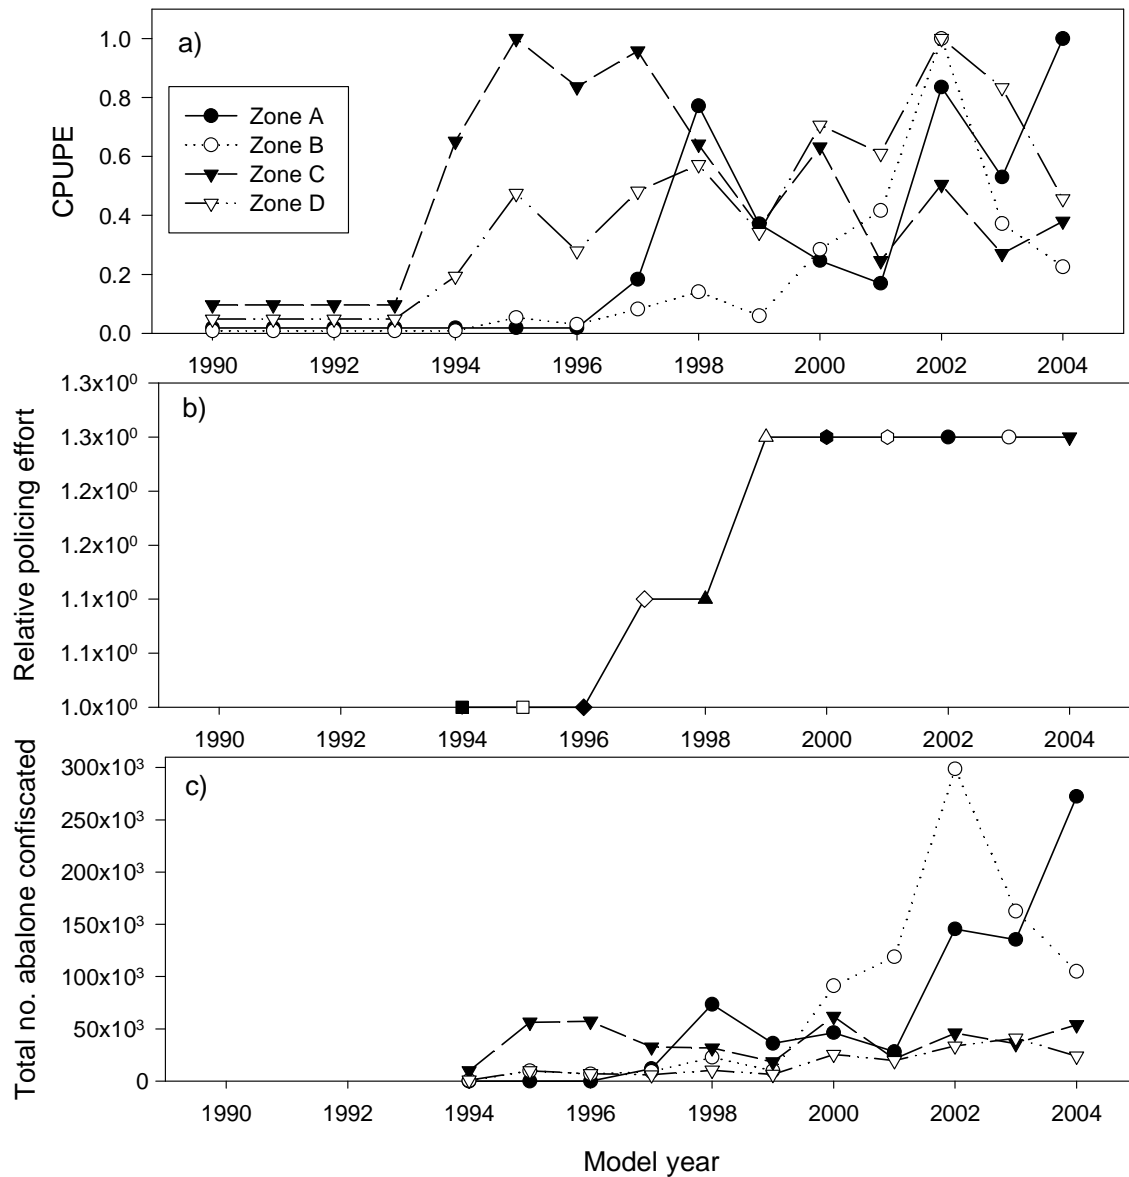 a)
CPUPE
1.0
0.8
0.6
0.4
0.2
0.0
Zone A
Zone B
Zone C
Zone D
1990 1992 1994 1996 1998 2000 2002 2004
b)
Relative policing effort
1.3x10⁰
1.3x10⁰
1.2x10⁰
1.2x10⁰
1.1x10⁰
1.1x10⁰
1.0x10⁰
1990 1992 1994 1996 1998 2000 2002 2004
c)
Total no. abalone confiscated
300x10³
250x10³
200x10³
150x10³
100x10³
50x10³
0
1990 1992 1994 1996 1998 2000 2002 2004
Model year